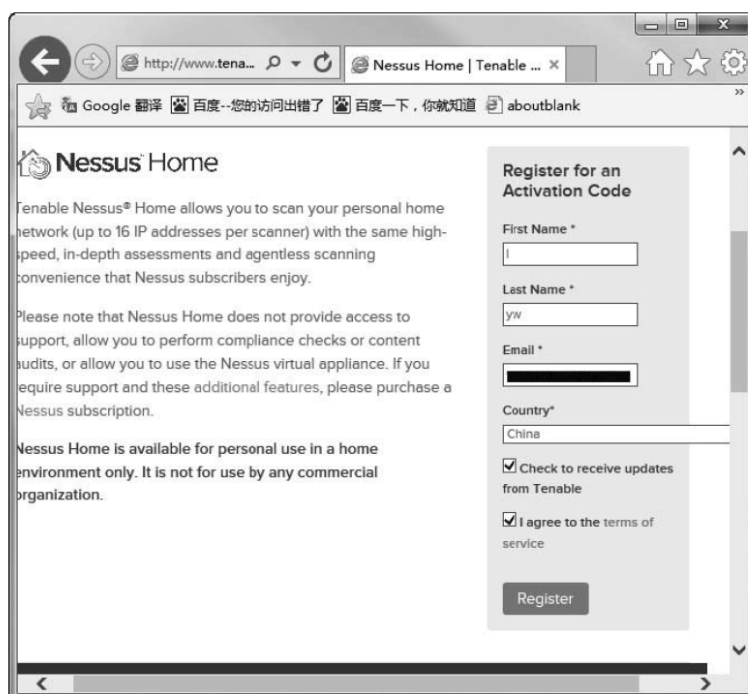 http://www.tena...
Nessus Home | Tenable ...
Google 翻译
百度--您的访问出错了
百度一下，你就知道
aboutblank
Nessus Home
Tenable Nessus® Home allows you to scan your personal home
network (up to 16 IP addresses per scanner) with the same high-
speed, in-depth assessments and agentless scanning
convenience that Nessus subscribers enjoy.
Please note that Nessus Home does not provide access to
support, allow you to perform compliance checks or content
audits, or allow you to use the Nessus virtual appliance. If you
require support and these additional features, please purchase a
Nessus subscription.
Nessus Home is available for personal use in a home
environment only. It is not for use by any commercial
organization.
Register for an
Activation Code
First Name *
l
Last Name *
yw
Email *
Country*
China
Check to receive updates
from Tenable
I agree to the terms of
service
Register